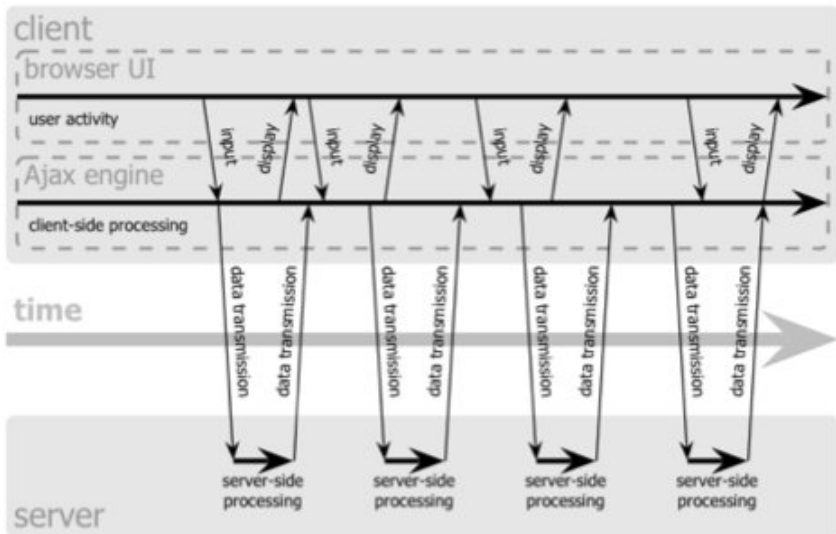 client
browser UI
user activity
input
display
input
display
input
display
input
display
Ajax engine
client-side processing
data transmission
data transmission
data transmission
data transmission
data transmission
data transmission
data transmission
data transmission
time
server-side
processing
server-side
processing
server-side
processing
server-side
processing
server